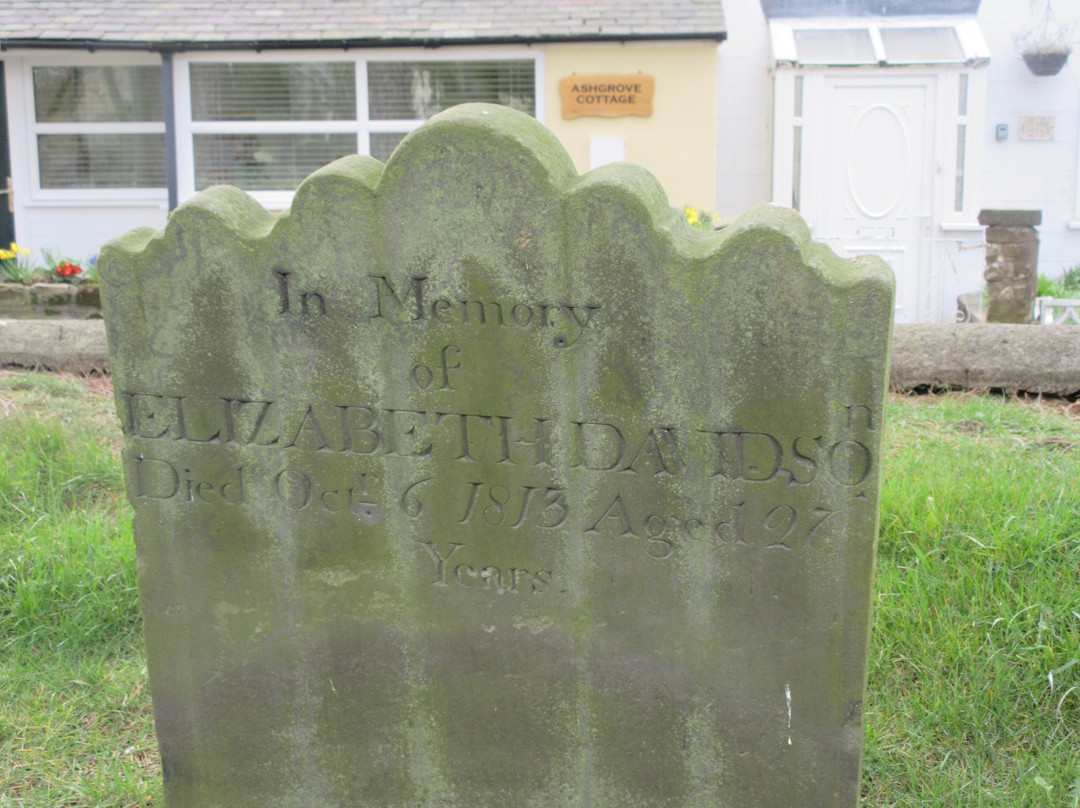 ASHGROVE
COTTAGE
In Memory
of
ELIZABETH DAVIDSOn
Died Octr 6 1813 Aged 27
Years.